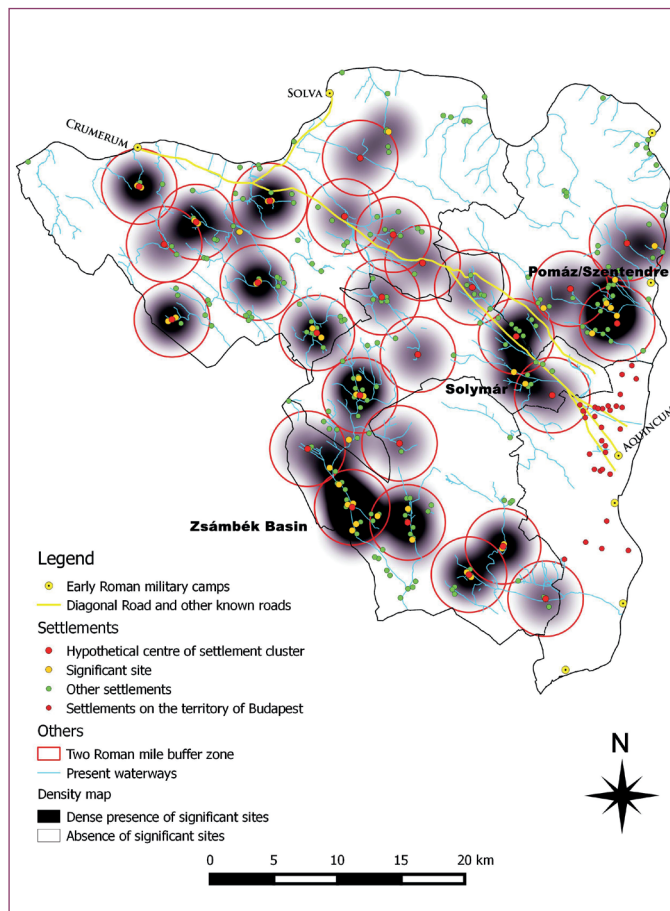 SOLVA
CRUMERUM
Pomáz/Szentendre
Solymár
AQUINCUM
Zsámbék Basin
Legend
Early Roman military camps
Diagonal Road and other known roads
Settlements
Hypothetical centre of settlement cluster
Significant site
Other settlements
Settlements on the territory of Budapest
Others
Two Roman mile buffer zone
Present waterways
Density map
Dense presence of significant sites
Absence of significant sites
N
0 5 10 15 20 km